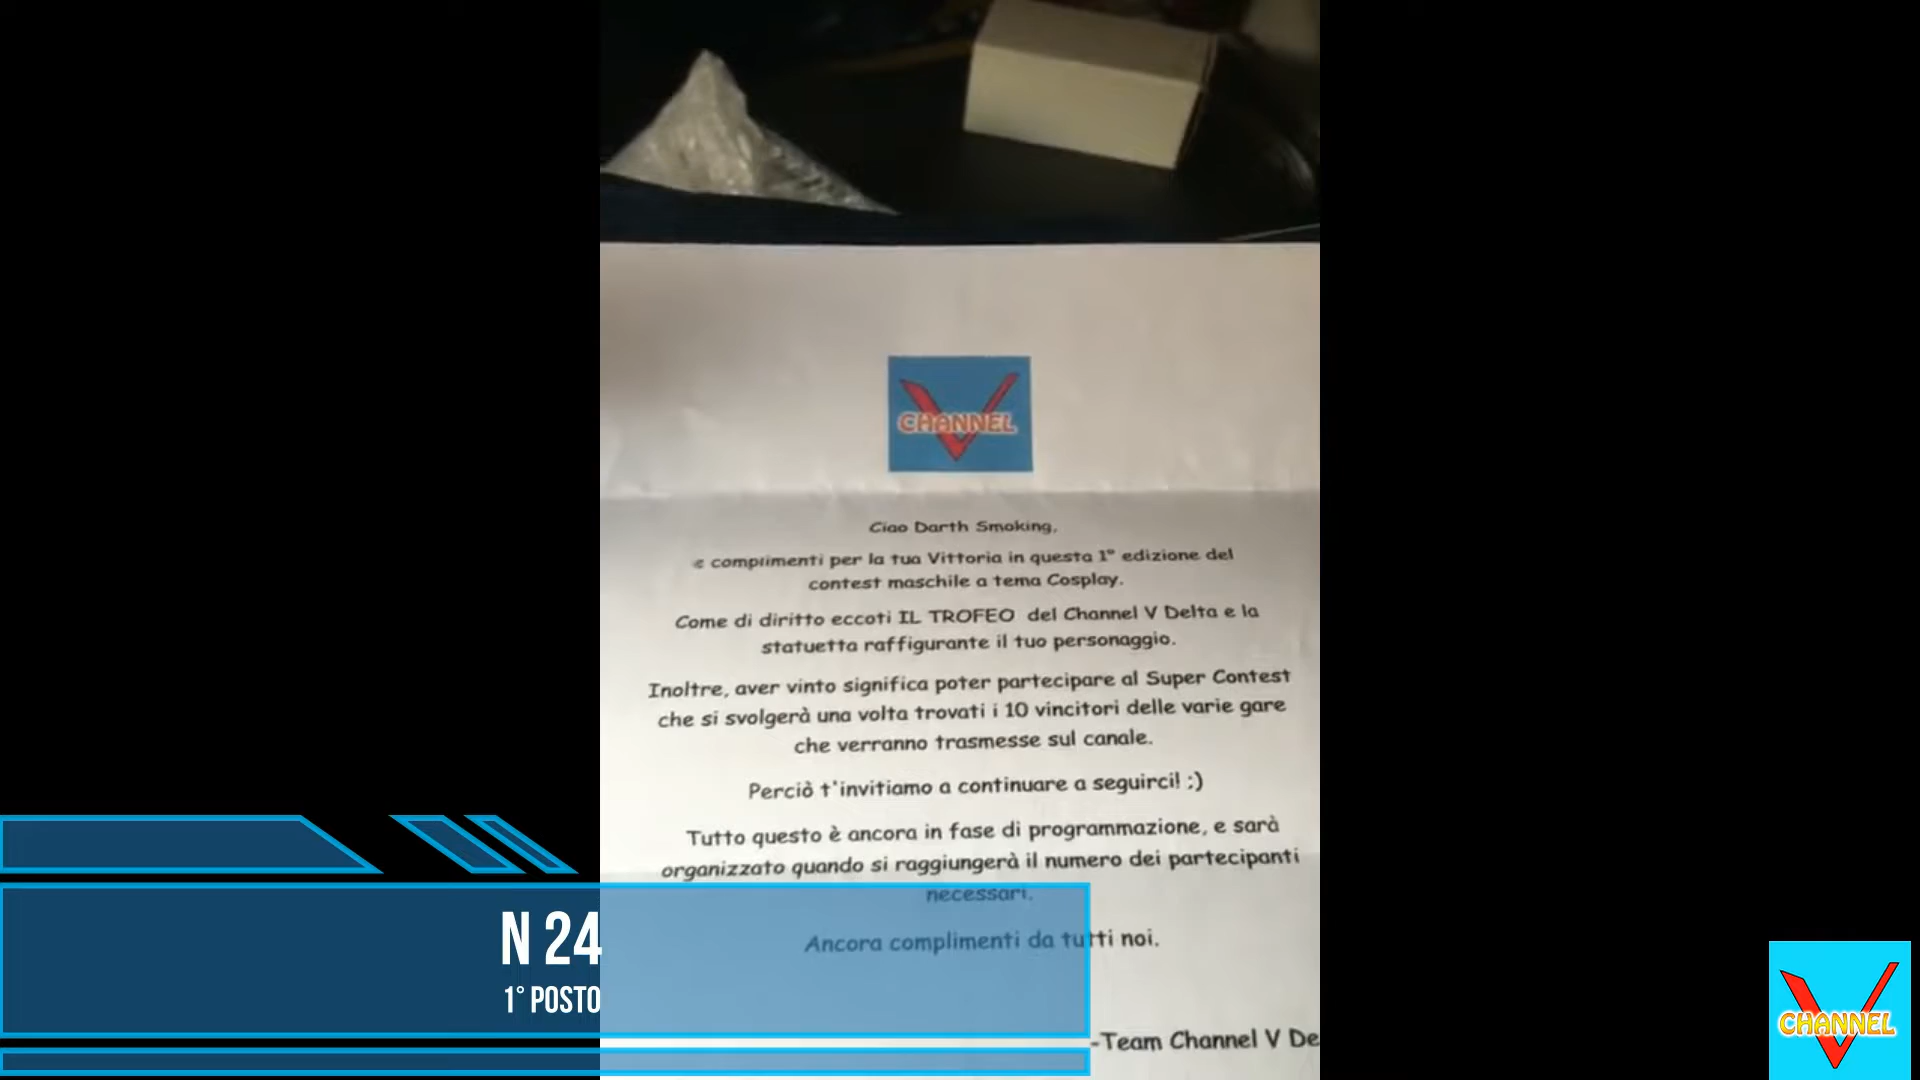 CHANNEL
V
Ciao Darth Smoking,
e complimenti per la tua Vittoria in questa 1° edizione del
contest maschile a tema Cosplay.
Come di diritto eccoti IL TROFEO del Channel V Delta e la
statuetta raffigurante il tuo personaggio.
Inoltre, aver vinto significa poter partecipare al Super Contest
che si svolgerà una volta trovati i 10 vincitori delle varie gare
che verranno trasmesse sul canale.
Perciò t'invitiamo a continuare a seguirci! ;)
Tutto questo è ancora in fase di programmazione, e sarà
organizzato quando si raggiungerà il numero dei partecipanti
necessari.
Ancora complimenti da tutti noi.
-Team Channel V De
N 24
1° POSTO
CHANNEL
V